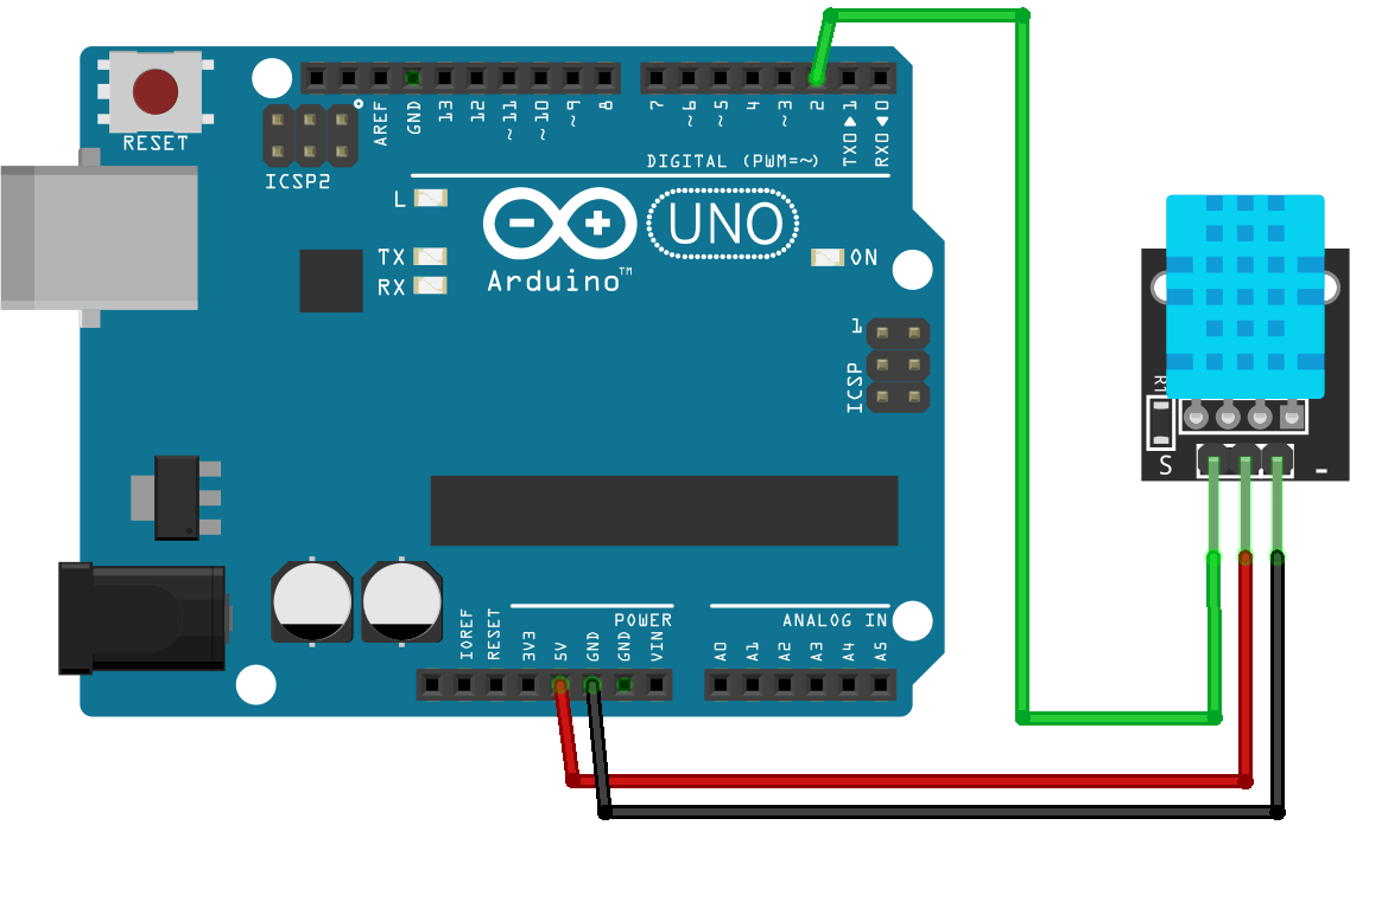 RESET
ICSP2
AREF
GND
13
12
~11
~10
~9
8
7
~6
~5
4
~3
2
TX0▶1
RX0◀0
DIGITAL (PWM=~)
L
TX
RX
Arduino™
UNO
ON
1
ICSP
R1
S
-
POWER
ANALOG IN
IOREF
RESET
3V3
5V
GND
GND
VIN
A0
A1
A2
A3
A4
A5